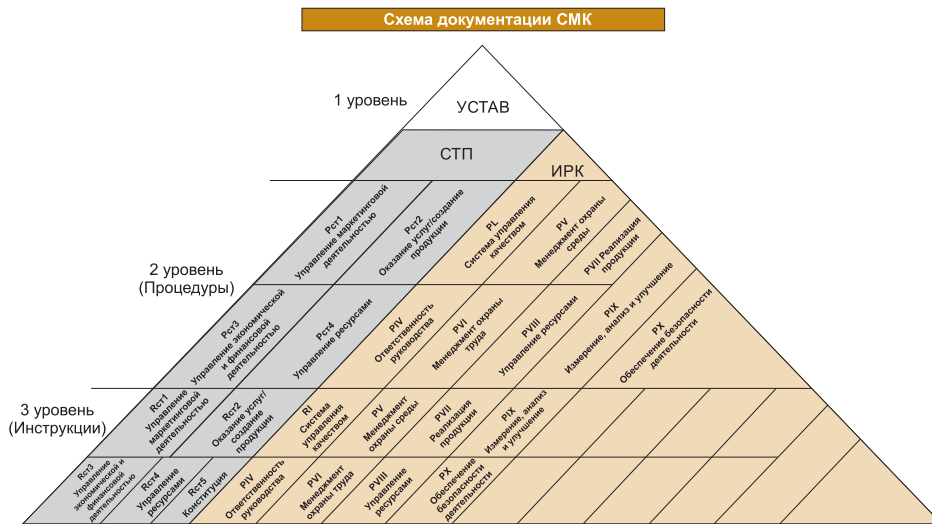 Схема документации СМК
1 уровень
УСТАВ
СТП
ИРК
2 уровень
(Процедуры)
Рст1
Управление маркетинговой
деятельностью
Рст2
Оказание услуг/создание
продукции
PL
Система управления
качеством
PV
Менеджмент охраны
среды
PVII Реализация
продукции
Рст3
Управление экономической
и финансовой
деятельностью
Рст4
Управление ресурсами
PIV
Ответственность
руководства
PVI
Менеджмент охраны
труда
PVIII
Управление ресурсами
PIX
Измерение, анализ и улучшение
PX
Обеспечение безопасности
деятельности
3 уровень
(Инструкции)
Rст1
Управление
маркетинговой
деятельностью
Rст2
Оказание услуг/
создание
продукции
RI
Система
управления
качеством
PV
Менеджмент
охраны среды
PVII
Реализация
продукции
PIX
Измерение, анализ
и улучшение
Rст3
Управление
экономической и
финансовой
деятельностью
Rст4
Управление
ресурсами
Rст5
Конституция
PIV
Ответственность
руководства
PVI
Менеджмент
охраны труда
PVIII
Управление
ресурсами
PX
Обеспечение
безопасности
деятельности